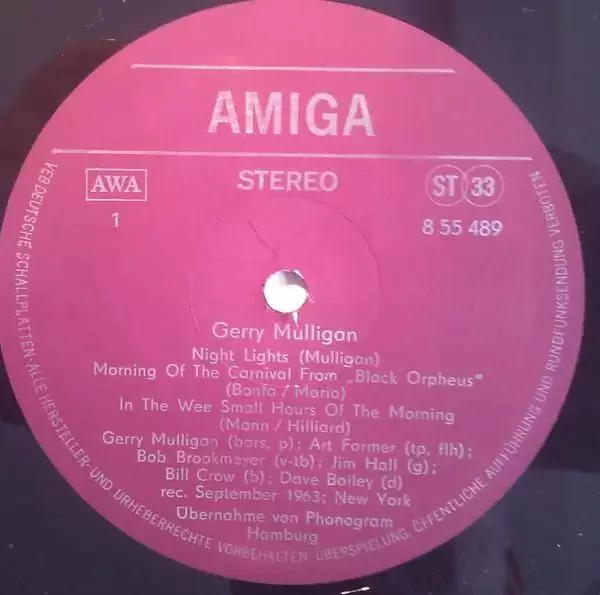 AMIGA
AWA
STEREO
ST 33
1
8 55 489
Gerry Mulligan
Night Lights (Mulligan)
Morning Of The Carnival From „Black Orpheus“
(Bonfa / Maria)
In The Wee Small Hours Of The Morning
(Mann / Hilliard)
Gerry Mulligan (bars, p); Art Farmer (tp, flh);
Bob Brookmeyer (v-tb); Jim Hall (g);
Bill Crow (b); Dave Bailey (d)
rec. September 1963; New York
Übernahme von Phonogram
Hamburg
VEB DEUTSCHE SCHALLPLATTEN · ALLE HERSTELLER- UND URHEBERRECHTE VORBEHALTEN. ÜBERSPIELUNG, ÖFFENTLICHE AUFFÜHRUNG UND RUNDFUNKSENDUNG VERBOTEN